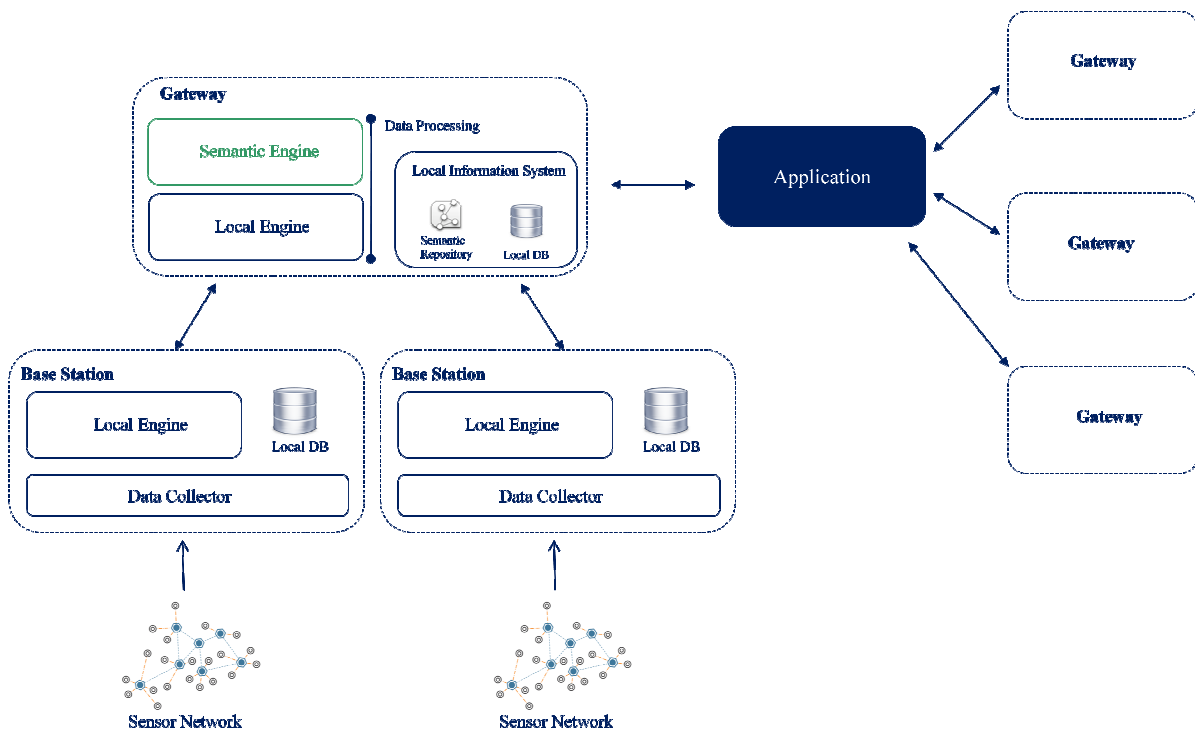 Gateway
Data Processing
Semantic Engine
Local Engine
Local Information System
Semantic
Repository
Local DB
Application
Gateway
Gateway
Gateway
Base Station
Local Engine
Local DB
Data Collector
Base Station
Local Engine
Local DB
Data Collector
Sensor Network
Sensor Network